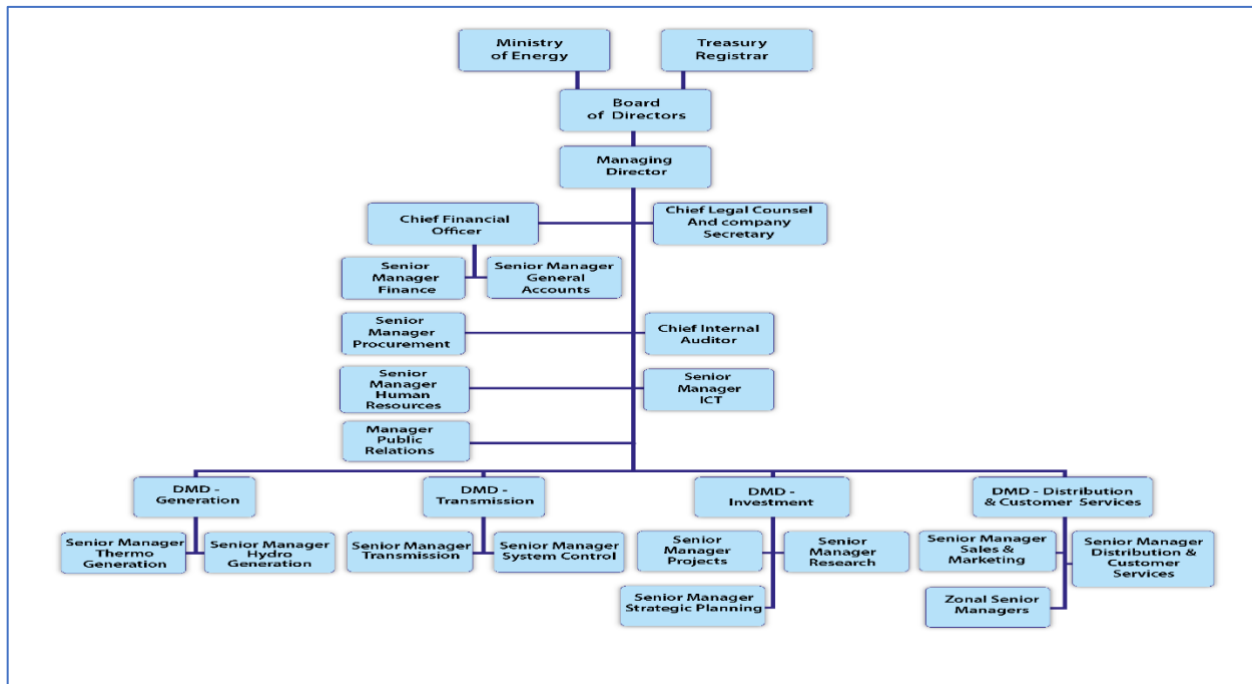 Ministry
of Energy
Treasury
Registrar
Board
of Directors
Managing
Director
Chief Financial
Officer
Chief Legal Counsel
And company
Secretary
Senior
Manager
Finance
Senior Manager
General
Accounts
Senior
Manager
Procurement
Chief Internal
Auditor
Senior
Manager
Human
Resources
Senior
Manager
ICT
Manager
Public
Relations
DMD -
Generation
DMD -
Transmission
DMD -
Investment
DMD - Distribution
& Customer Services
Senior Manager
Thermo
Generation
Senior Manager
Hydro
Generation
Senior Manager
Transmission
Senior Manager
System Control
Senior
Manager
Projects
Senior
Manager
Research
Senior Manager
Sales &
Marketing
Senior Manager
Distribution &
Customer
Services
Senior Manager
Strategic Planning
Zonal Senior
Managers